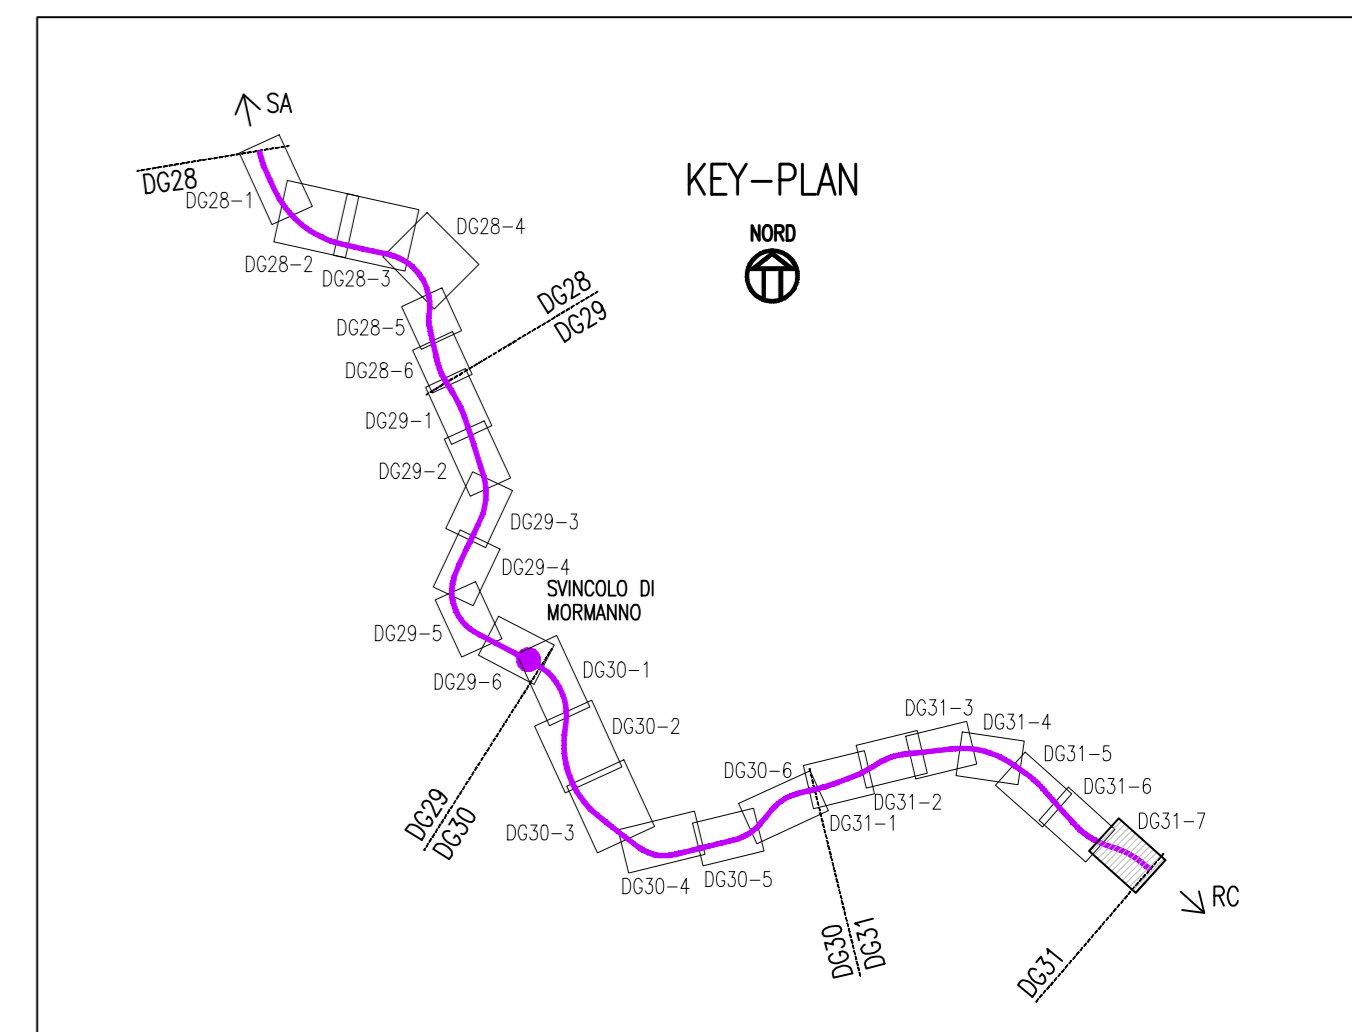 SA
DG28
DG28-1
KEY-PLAN
NORD
DG28-2
DG28-3
DG28-4
DG28
DG29
DG28-5
DG28-6
DG29-1
DG29-2
DG29-3
DG29-4
SVINCOLO DI
MORMANNO
DG29-5
DG29-6
DG30-1
DG30-2
DG29
DG30
DG30-3
DG30-4
DG30-5
DG30-6
DG31-1
DG31-2
DG31-3
DG31-4
DG31-5
DG31-6
DG31-7
RC
DG30
DG31
DG31